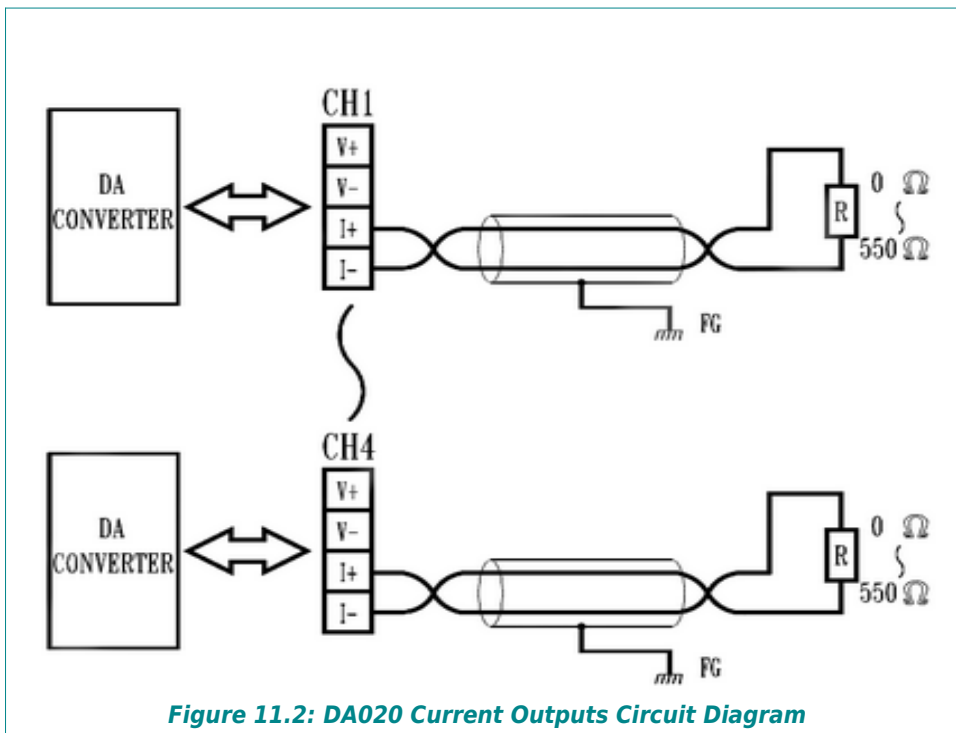 CH1
V+
V-
I+
I-
DA
CONVERTER
R
0 Ω
550 Ω
FG
CH4
V+
V-
I+
I-
DA
CONVERTER
R
0 Ω
550 Ω
FG
Figure 11.2: DA020 Current Outputs Circuit Diagram